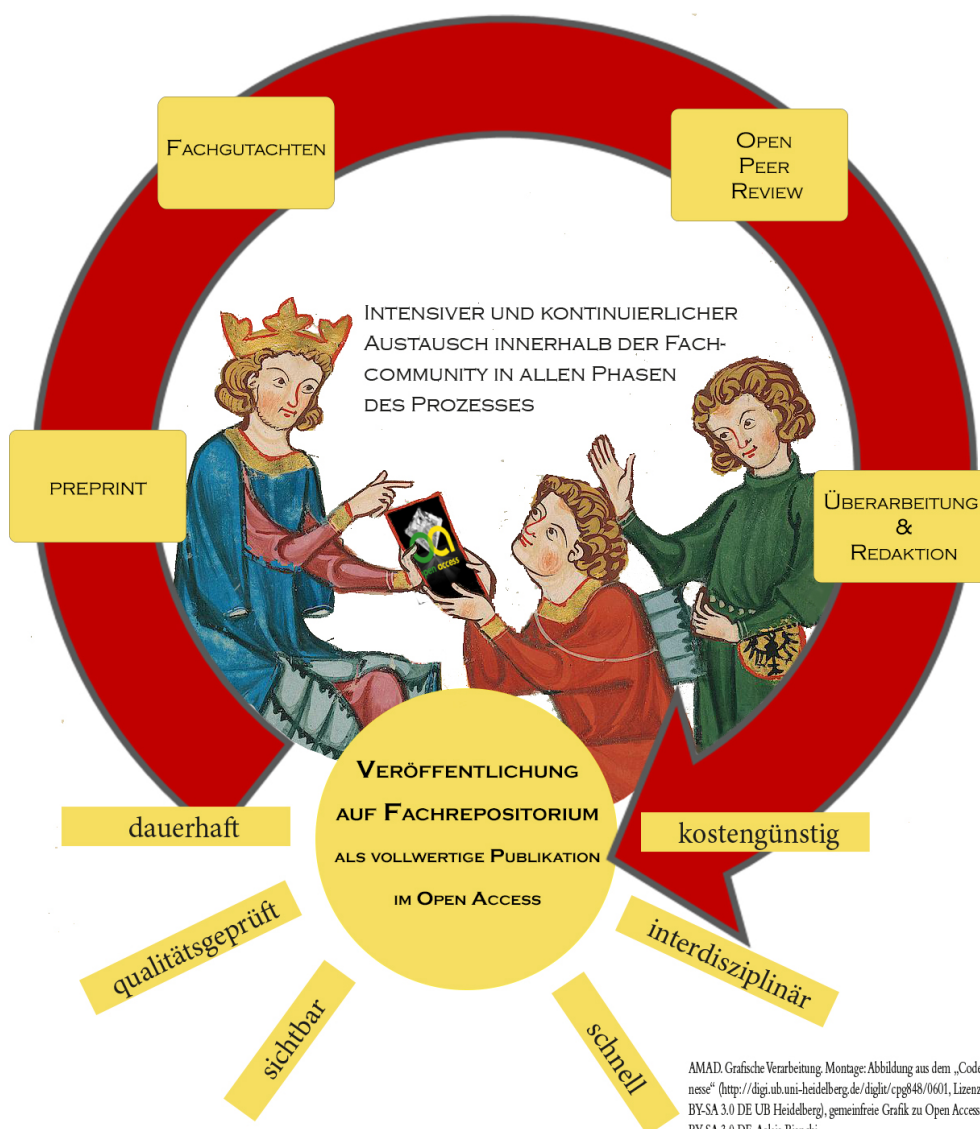 FACHGUTACHTEN
OPEN
PEER
REVIEW
INTENSIVER UND KONTINUIERLICHER
AUSTAUSCH INNERHALB DER FACH-
COMMUNITY IN ALLEN PHASEN
DES PROZESSES
PREPRINT
ÜBERARBEITUNG
&
REDAKTION
access
VERÖFFENTLICHUNG
AUF FACHREPOSITORIUM
ALS VOLLWERTIGE PUBLIKATION
IM OPEN ACCESS
dauerhaft
qualitätsgeprüft
sichtbar
schnell
interdisziplinär
kostengünstig
AMAD. Grafische Verarbeitung. Montage: Abbildung aus dem „Code
nesse“ (http://digi.ub.uni-heidelberg.de/diglit/cpg848/0601, Lizenz
BY-SA 3.0 DE UB Heidelberg), gemeinfreie Grafik zu Open Access